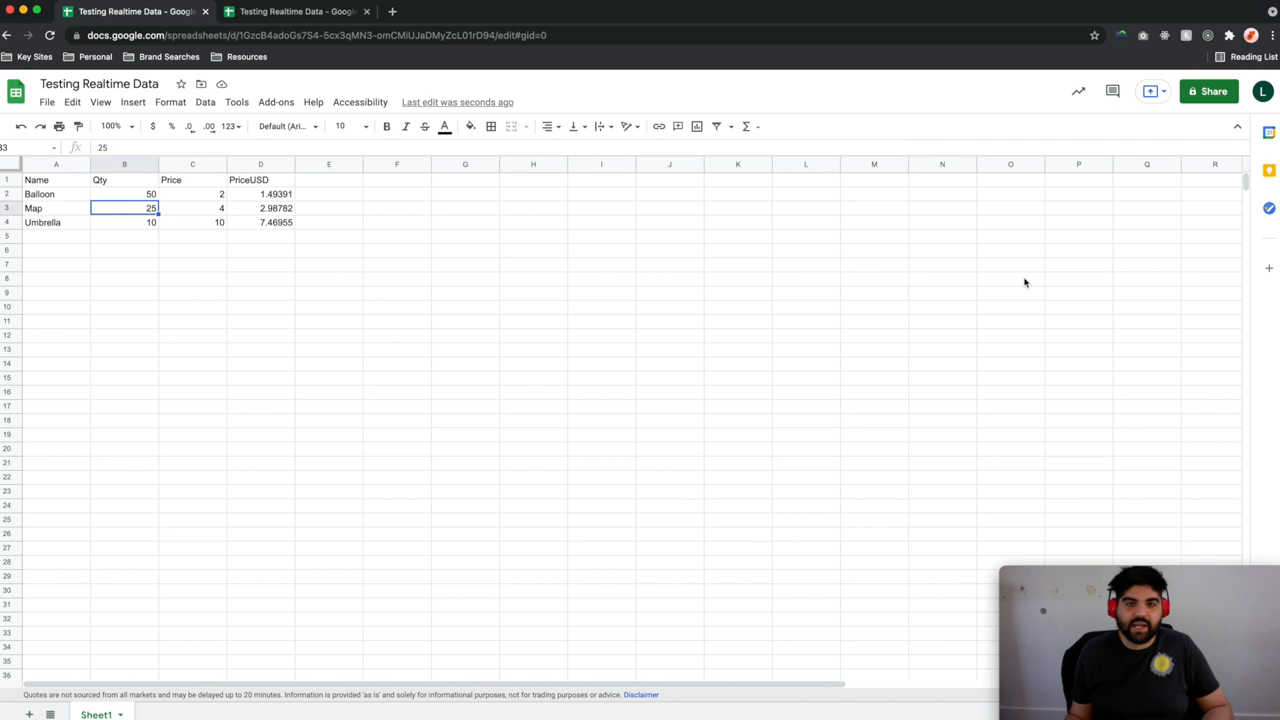 Testing Realtime Data - Google
Testing Realtime Data - Google
docs.google.com/spreadsheets/d/1GzcB4adoGs7S4-5cx3qMN3-omCMiUJaDMyZcL01rD94/edit#gid=0
Key Sites Personal Brand Searches Resources Reading List
Testing Realtime Data
File Edit View Insert Format Data Tools Add-ons Help Accessibility Last edit was seconds ago
Share L
100% $ % .0 .00 123 Default (Ari... 10 B I S A
B3 fx 25
A B C D E F G H I J K L M N O P Q R
1 Name Qty Price PriceUSD
2 Balloon 50 2 1.49391
3 Map 25 4 2.98782
4 Umbrella 10 10 7.46955
5
6
7
8
9
10
11
12
13
14
15
16
17
18
19
20
21
22
23
24
25
26
27
28
29
30
31
32
33
34
35
36
Quotes are not sourced from all markets and may be delayed up to 20 minutes. Information is provided 'as is' and solely for informational purposes, not for trading purposes or advice. Disclaimer
Sheet1